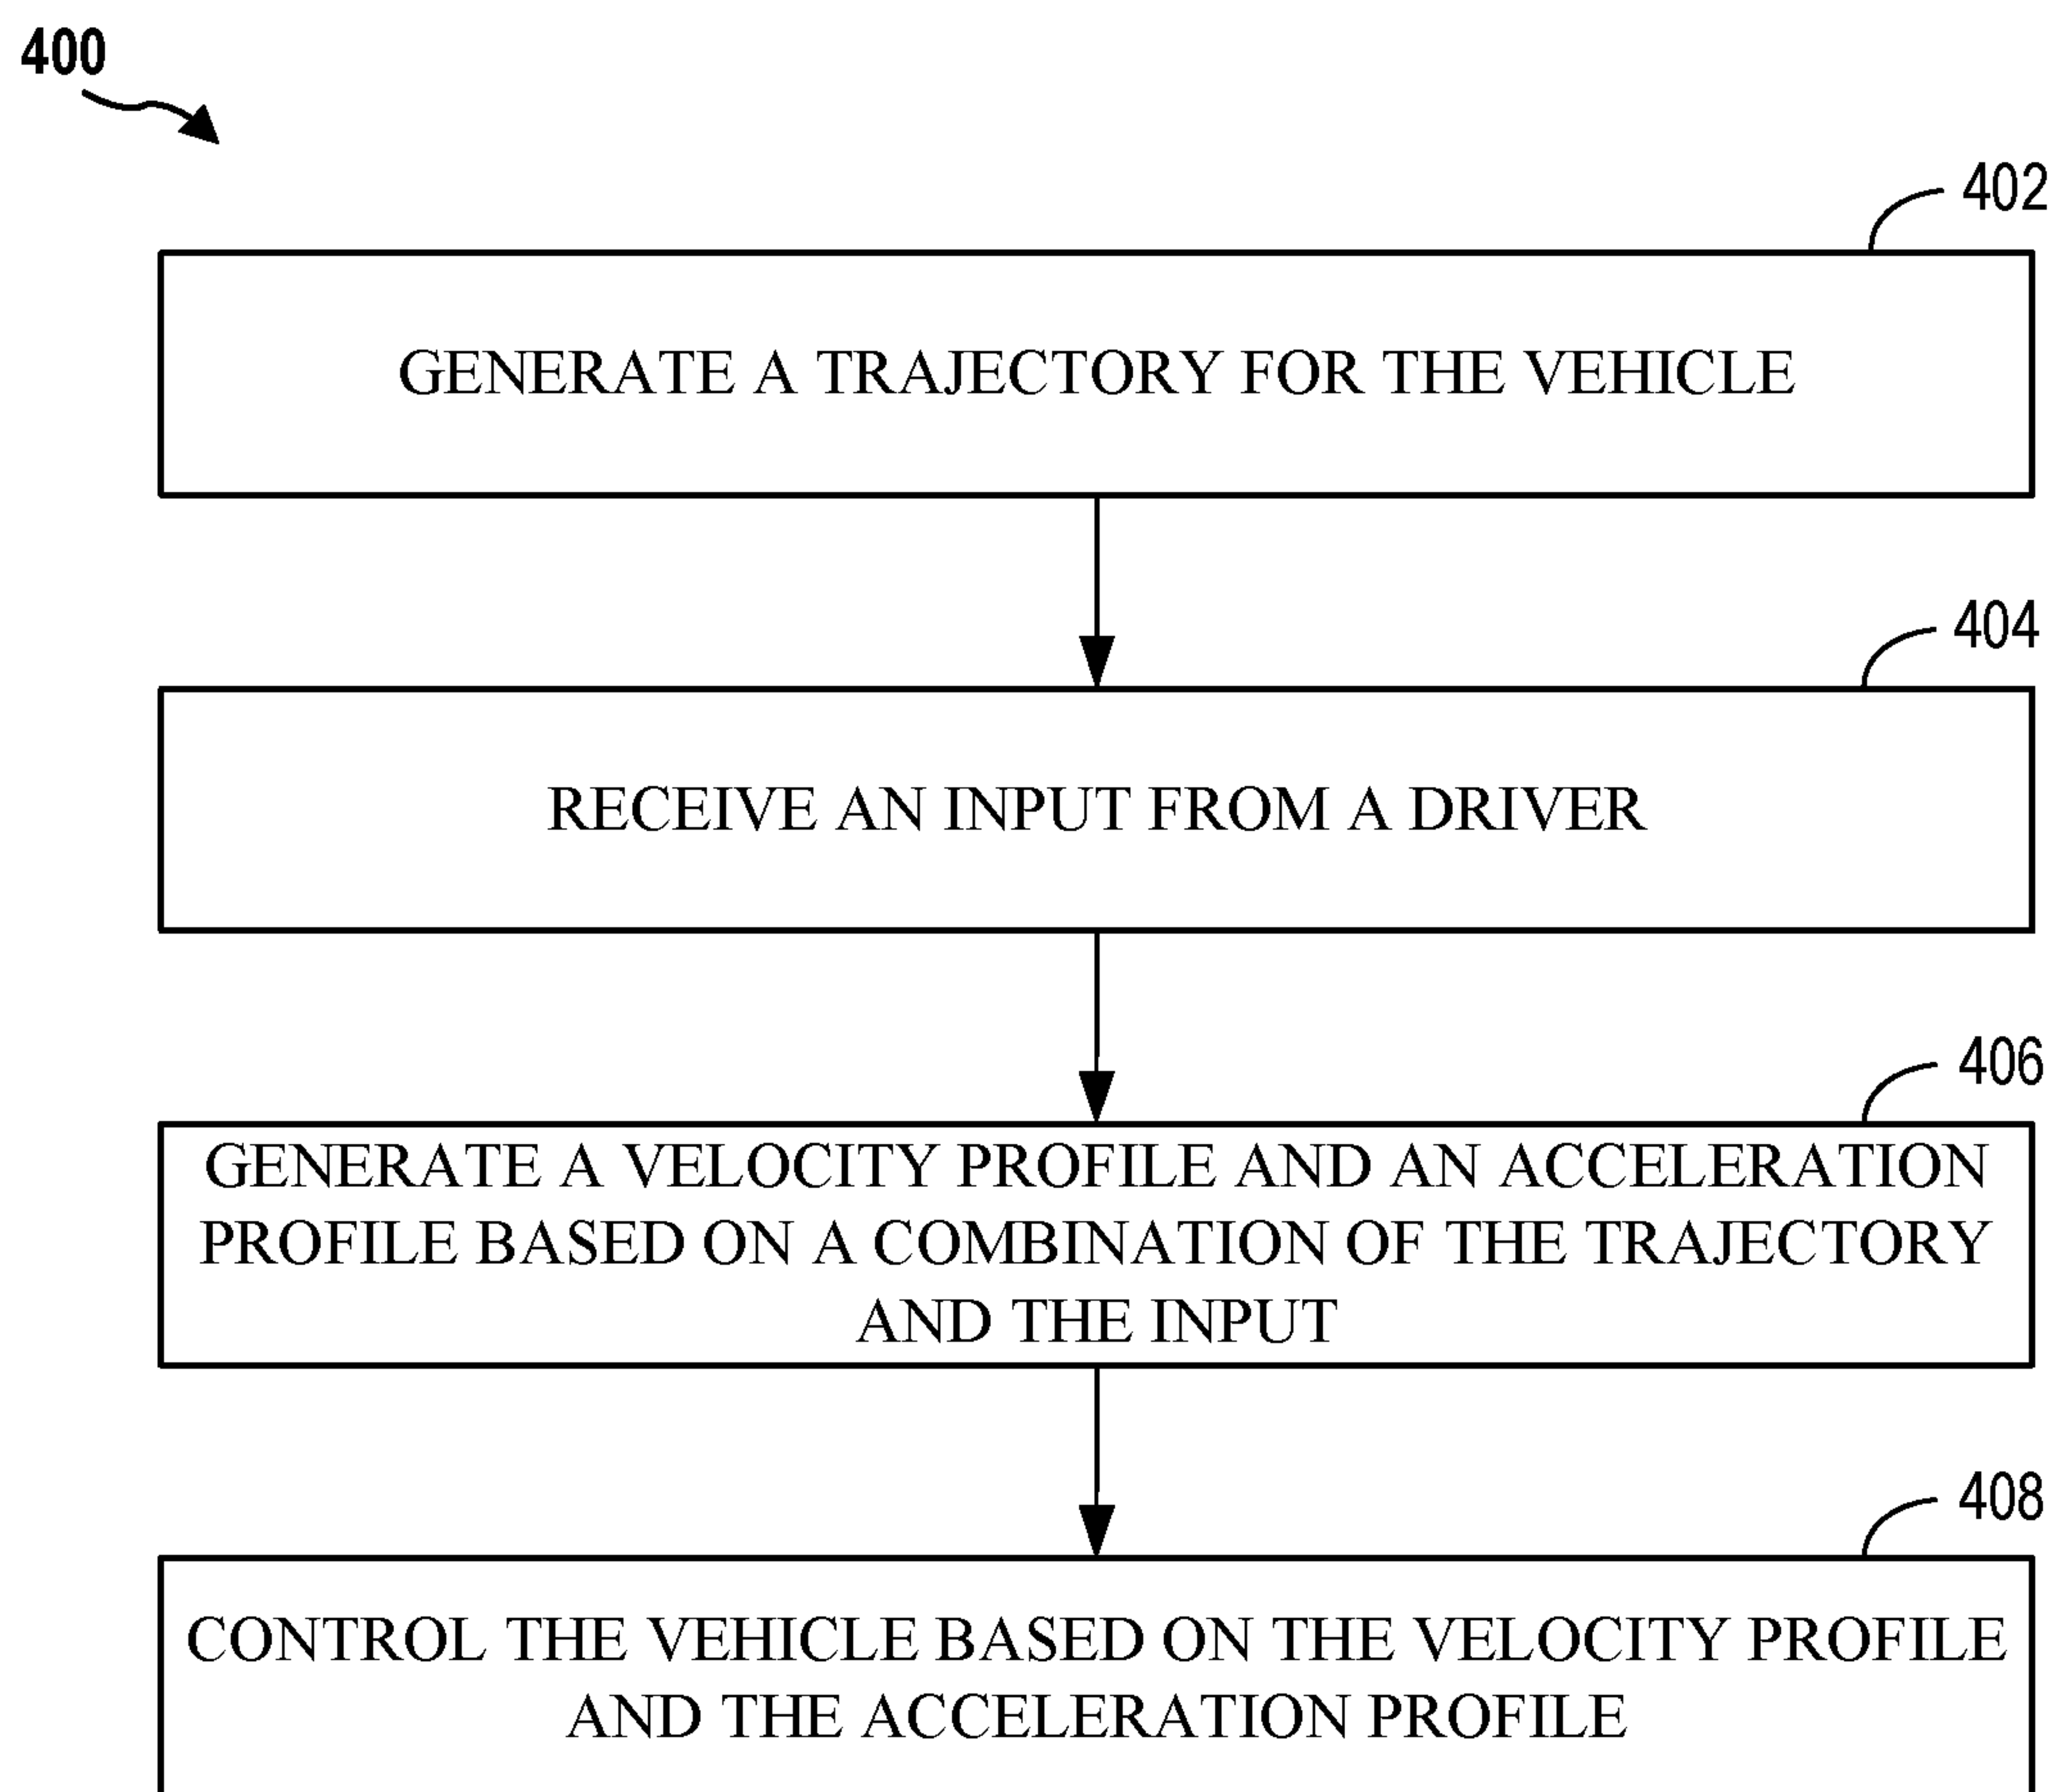 400
402
GENERATE A TRAJECTORY FOR THE VEHICLE
404
RECEIVE AN INPUT FROM A DRIVER
406
GENERATE A VELOCITY PROFILE AND AN ACCELERATION
PROFILE BASED ON A COMBINATION OF THE TRAJECTORY
AND THE INPUT
408
CONTROL THE VEHICLE BASED ON THE VELOCITY PROFILE
AND THE ACCELERATION PROFILE